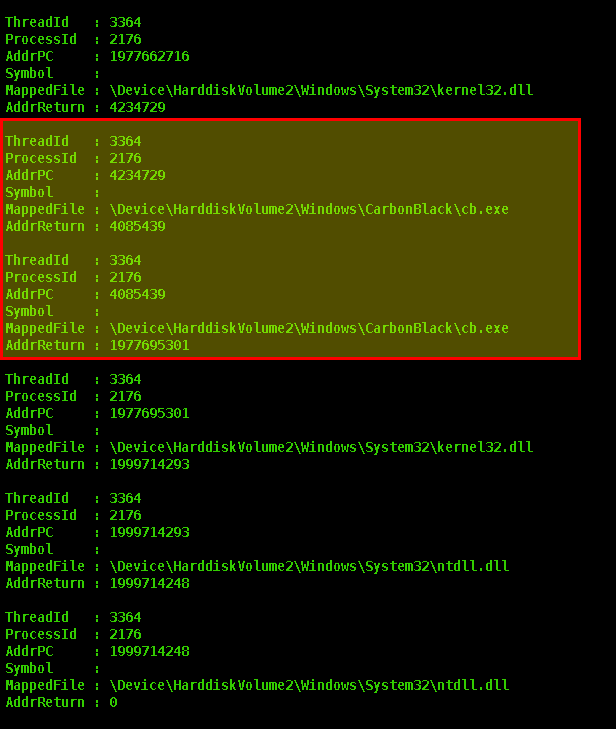 ThreadId   : 3364
ProcessId  : 2176
AddrPC     : 1977662716
Symbol     :
MappedFile : \Device\HarddiskVolume2\Windows\System32\kernel32.dll
AddrReturn : 4234729
ThreadId   : 3364
ProcessId  : 2176
AddrPC     : 4234729
Symbol     :
MappedFile : \Device\HarddiskVolume2\Windows\CarbonBlack\cb.exe
AddrReturn : 4085439
ThreadId   : 3364
ProcessId  : 2176
AddrPC     : 4085439
Symbol     :
MappedFile : \Device\HarddiskVolume2\Windows\CarbonBlack\cb.exe
AddrReturn : 1977695301
ThreadId   : 3364
ProcessId  : 2176
AddrPC     : 1977695301
Symbol     :
MappedFile : \Device\HarddiskVolume2\Windows\System32\kernel32.dll
AddrReturn : 1999714293
ThreadId   : 3364
ProcessId  : 2176
AddrPC     : 1999714293
Symbol     :
MappedFile : \Device\HarddiskVolume2\Windows\System32\ntdll.dll
AddrReturn : 1999714248
ThreadId   : 3364
ProcessId  : 2176
AddrPC     : 1999714248
Symbol     :
MappedFile : \Device\HarddiskVolume2\Windows\System32\ntdll.dll
AddrReturn : 0